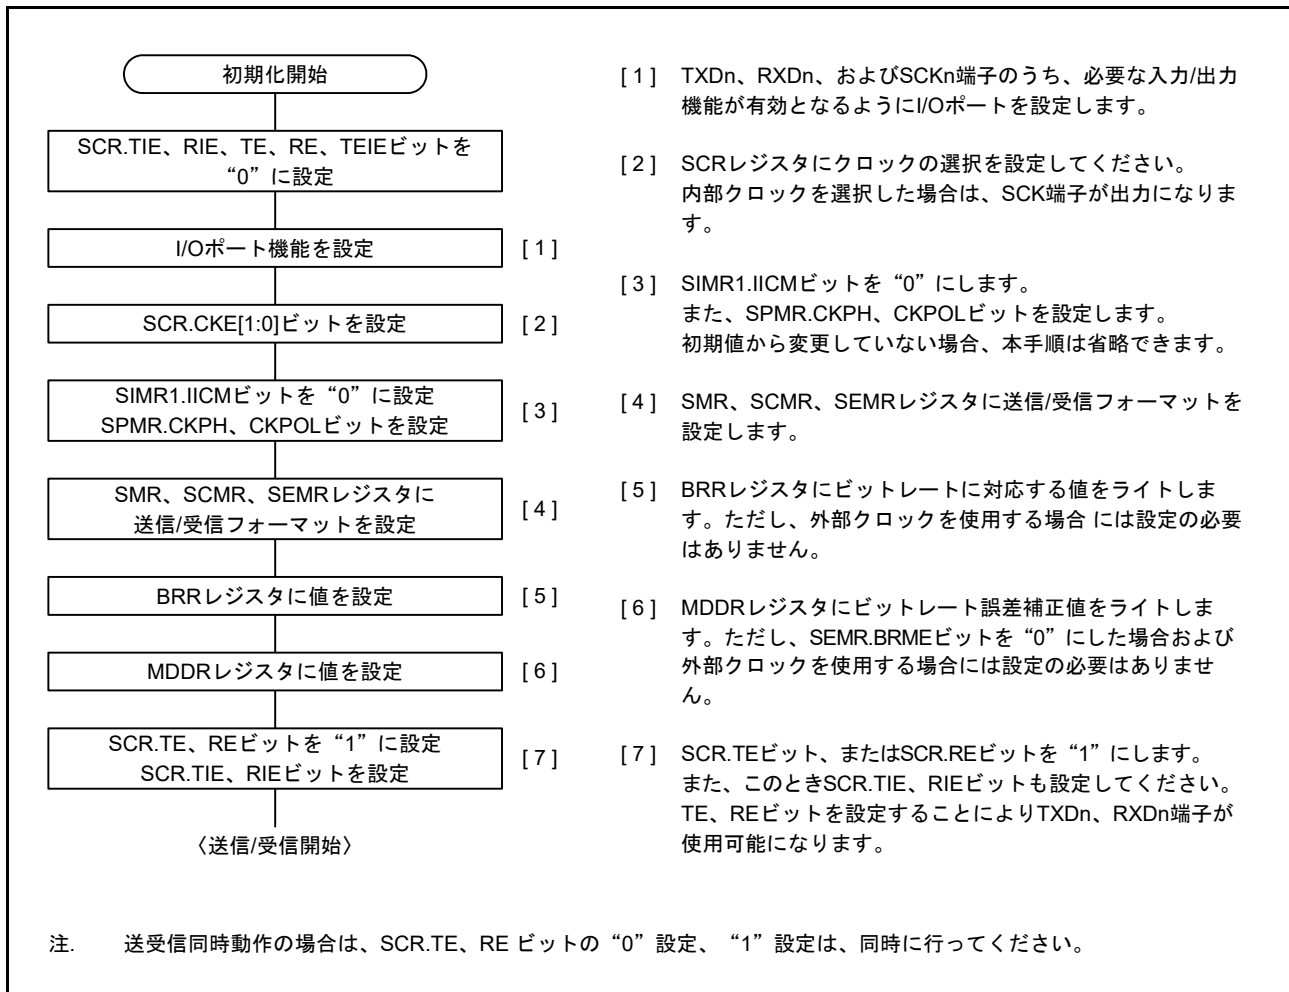 初期化開始
SCR.TIE、RIE、TE、RE、TEIEビットを
“0”に設定
I/Oポート機能を設定
[ 1 ]
SCR.CKE[1:0]ビットを設定
[ 2 ]
SIMR1.IICMビットを“0”に設定
SPMR.CKPH、CKPOLビットを設定
[ 3 ]
SMR、SCMR、SEMRレジスタに
送信/受信フォーマットを設定
[ 4 ]
BRRレジスタに値を設定
[ 5 ]
MDDRレジスタに値を設定
[ 6 ]
SCR.TE、REビットを“1”に設定
SCR.TIE、RIEビットを設定
[ 7 ]
〈送信/受信開始〉
[ 1 ] TXDn、RXDn、およびSCKn端子のうち、必要な入力/出力
機能が有効となるようにI/Oポートを設定します。
[ 2 ] SCRレジスタにクロックの選択を設定してください。
内部クロックを選択した場合は、SCK端子が出力になりま
す。
[ 3 ] SIMR1.IICMビットを“0”にします。
また、SPMR.CKPH、CKPOLビットを設定します。
初期値から変更していない場合、本手順は省略できます。
[ 4 ] SMR、SCMR、SEMRレジスタに送信/受信フォーマットを
設定します。
[ 5 ] BRRレジスタにビットレートに対応する値をライトしま
す。ただし、外部クロックを使用する場合 には設定の必要
はありません。
[ 6 ] MDDRレジスタにビットレート誤差補正値をライトしま
す。ただし、SEMR.BRMEビットを“0”にした場合および
外部クロックを使用する場合には設定の必要はありませ
ん。
[ 7 ] SCR.TEビット、またはSCR.REビットを“1”にします。
また、このときSCR.TIE、RIEビットも設定してください。
TE、REビットを設定することによりTXDn、RXDn端子が
使用可能になります。
注. 送受信同時動作の場合は、SCR.TE、RE ビットの“0”設定、“1”設定は、同時に行ってください。